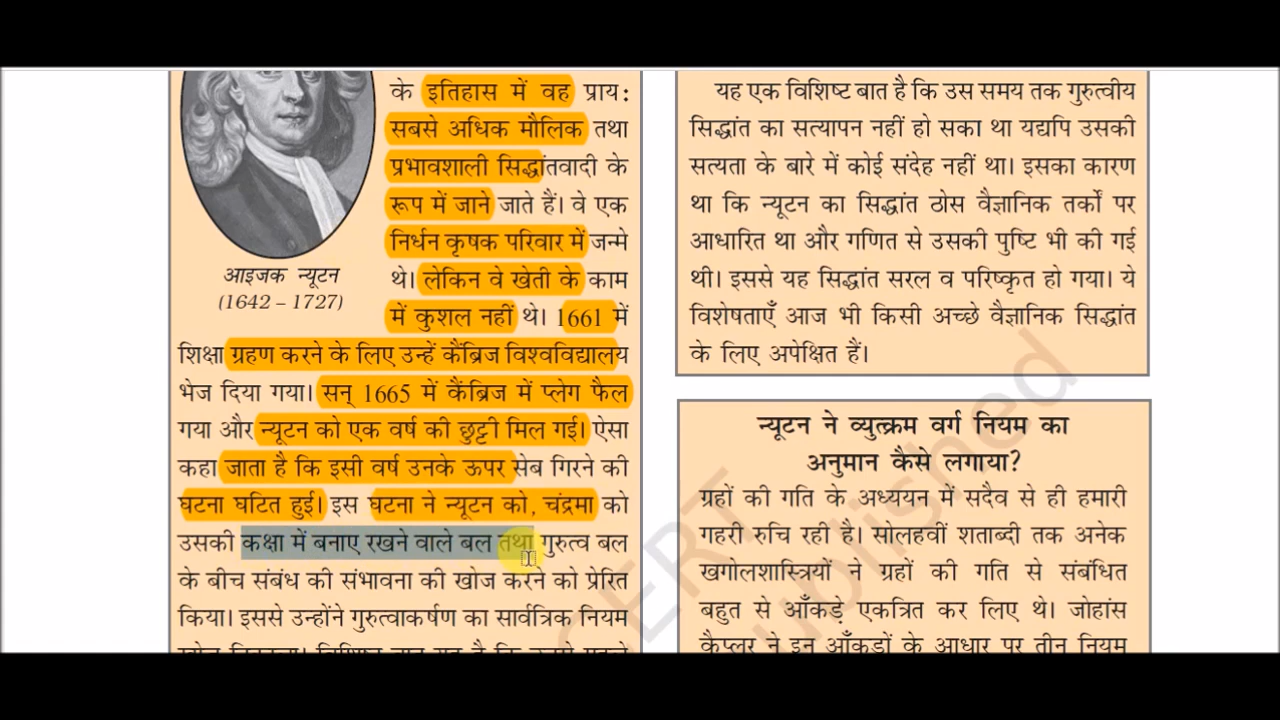 के इतिहास में वह प्राय:
सबसे अधिक मौलिक तथा
प्रभावशाली सिद्धांतवादी के
रूप में जाने जाते हैं। वे एक
निर्धन कृषक परिवार में जन्मे
थे। लेकिन वे खेती के काम
में कुशल नहीं थे। 1661 में
आइजक न्यूटन
(1642 – 1727)
शिक्षा ग्रहण करने के लिए उन्हें कैंब्रिज विश्वविद्यालय
भेज दिया गया। सन् 1665 में कैंब्रिज में प्लेग फैल
गया और न्यूटन को एक वर्ष की छुट्टी मिल गई। ऐसा
कहा जाता है कि इसी वर्ष उनके ऊपर सेब गिरने की
घटना घटित हुई। इस घटना ने न्यूटन को, चंद्रमा को
उसकी कक्षा में बनाए रखने वाले बल तथा गुरुत्व बल
के बीच संबंध की संभावना की खोज करने को प्रेरित
किया। इससे उन्होंने गुरुत्वाकर्षण का सार्वत्रिक नियम
यह एक विशिष्ट बात है कि उस समय तक गुरुत्वीय
सिद्धांत का सत्यापन नहीं हो सका था यद्यपि उसकी
सत्यता के बारे में कोई संदेह नहीं था। इसका कारण
था कि न्यूटन का सिद्धांत ठोस वैज्ञानिक तर्कों पर
आधारित था और गणित से उसकी पुष्टि भी की गई
थी। इससे यह सिद्धांत सरल व परिष्कृत हो गया। ये
विशेषताएँ आज भी किसी अच्छे वैज्ञानिक सिद्धांत
के लिए अपेक्षित हैं।
न्यूटन ने व्युत्क्रम वर्ग नियम का
अनुमान कैसे लगाया?
ग्रहों की गति के अध्ययन में सदैव से ही हमारी
गहरी रुचि रही है। सोलहवीं शताब्दी तक अनेक
खगोलशास्त्रियों ने ग्रहों की गति से संबंधित
बहुत से आँकड़े एकत्रित कर लिए थे। जोहांस
कैप्लर ने इन आँकड़ों के आधार पर तीन नियम